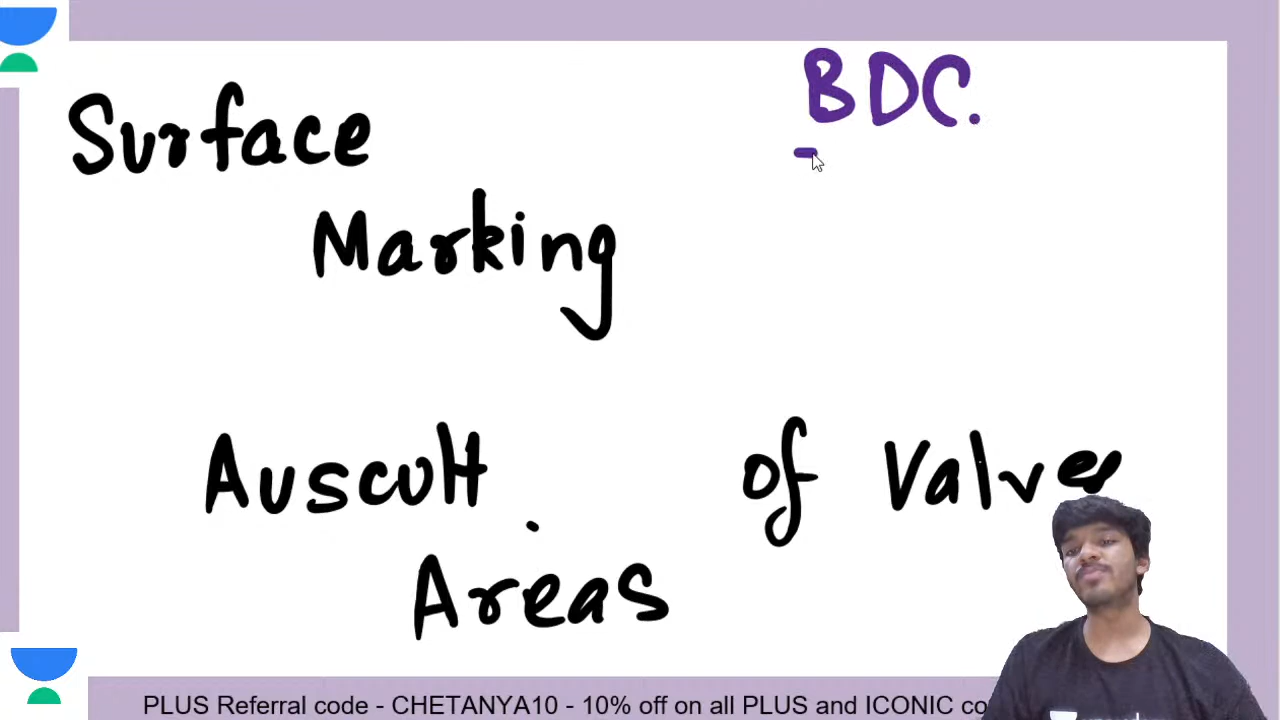 BDC.
Surface
Marking
Auscult. of Valves
Areas
PLUS Referral code - CHETANYA10 - 10% off on all PLUS and ICONIC co